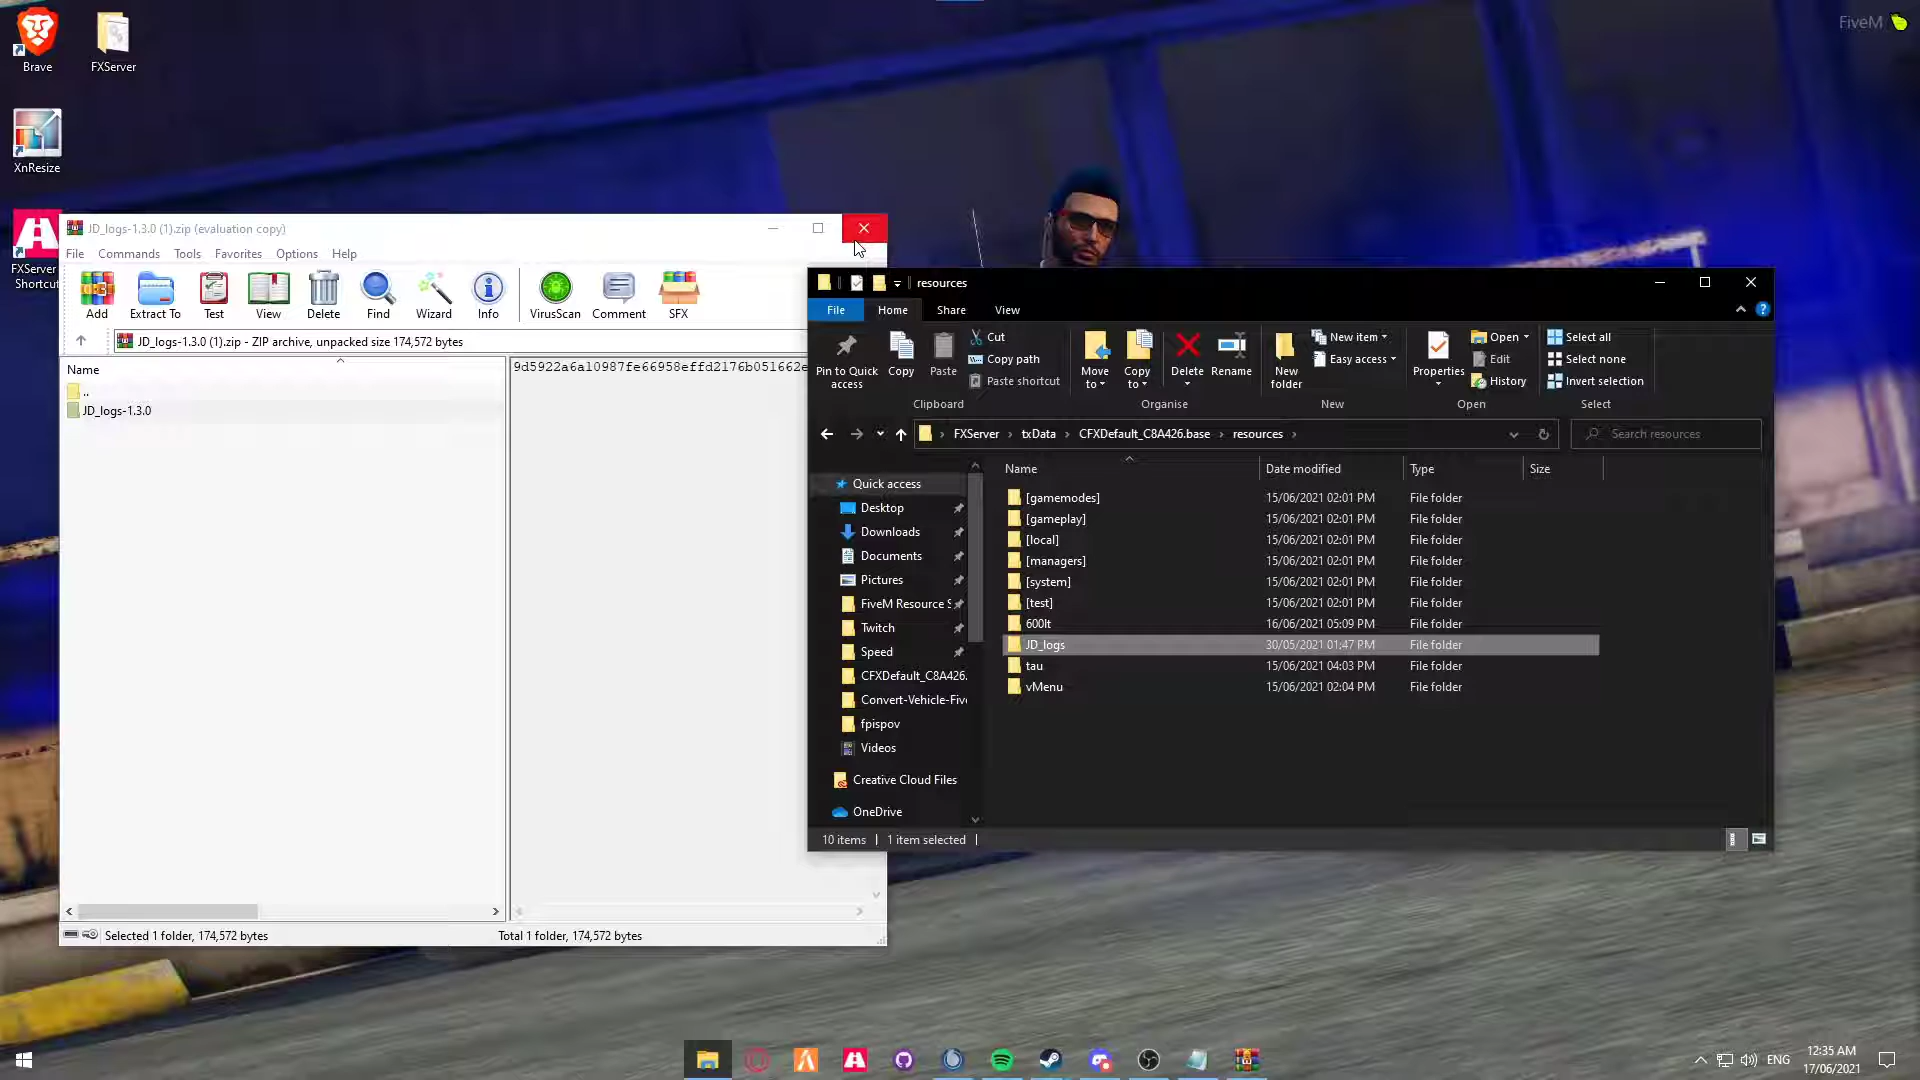 Brave
FXServer
FiveM
XnResize
FXServer
Shortcut
JD_logs-1.3.0 (1).zip (evaluation copy)
File Commands Tools Favorites Options Help
Add Extract To Test View Delete Find Wizard Info VirusScan Comment SFX
JD_logs-1.3.0 (1).zip - ZIP archive, unpacked size 174,572 bytes
Name
..
JD_logs-1.3.0
9d5922a6a10987fe66958effd2176b051662e
Selected 1 folder, 174,572 bytes
Total 1 folder, 174,572 bytes
resources
File Home Share View
Pin to Quick access
Copy
Paste
Cut
Copy path
Paste shortcut
Clipboard
Move to
Copy to
Delete
Rename
Organise
New folder
New item
Easy access
New
Properties
Open
Edit
History
Open
Select all
Select none
Invert selection
Select
FXServer › txData › CFXDefault_C8A426.base › resources ›
Search resources
Quick access
Desktop
Downloads
Documents
Pictures
FiveM Resource S
Twitch
Speed
CFXDefault_C8A426.
Convert-Vehicle-Five
fpispov
Videos
Creative Cloud Files
OneDrive
Name Date modified Type Size
[gamemodes] 15/06/2021 02:01 PM File folder
[gameplay] 15/06/2021 02:01 PM File folder
[local] 15/06/2021 02:01 PM File folder
[managers] 15/06/2021 02:01 PM File folder
[system] 15/06/2021 02:01 PM File folder
[test] 15/06/2021 02:01 PM File folder
600lt 16/06/2021 05:09 PM File folder
JD_logs 30/05/2021 01:47 PM File folder
tau 15/06/2021 04:03 PM File folder
vMenu 15/06/2021 02:04 PM File folder
10 items 1 item selected
ENG
12:35 AM
17/06/2021